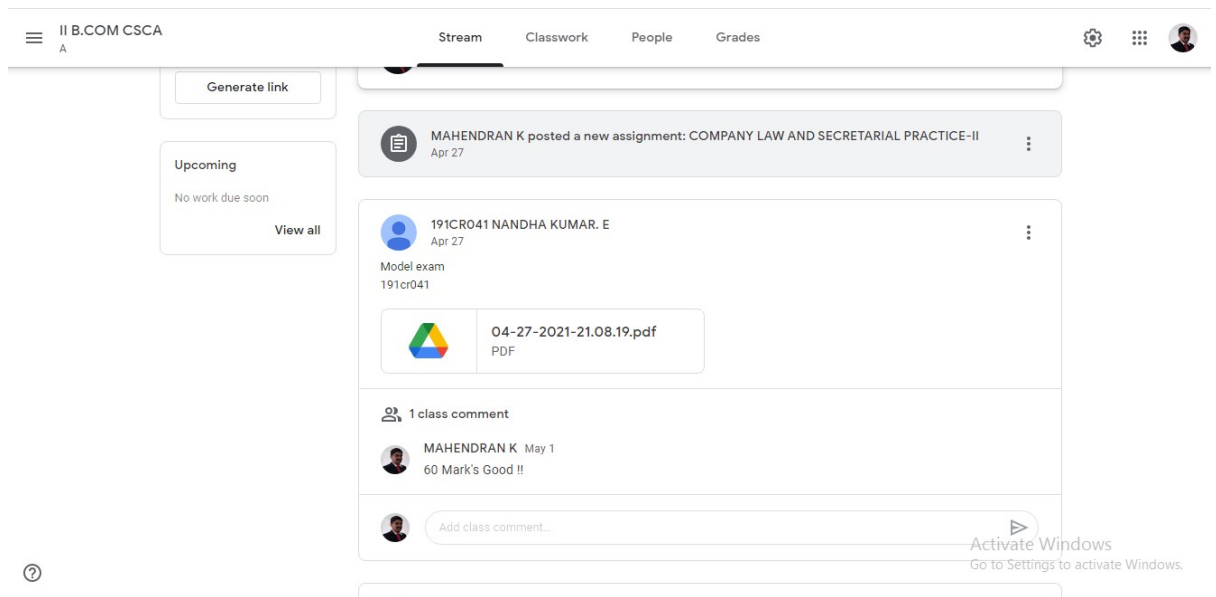 II B.COM CSCA
A
Stream
Classwork
People
Grades
Generate link
Upcoming
No work due soon
View all
MAHENDRAN K posted a new assignment: COMPANY LAW AND SECRETARIAL PRACTICE-II
Apr 27
191CR041 NANDHA KUMAR. E
Apr 27
Model exam
191cr041
04-27-2021-21.08.19.pdf
PDF
1 class comment
MAHENDRAN K May 1
60 Mark's Good !!
Add class comment...
Activate Windows
Go to Settings to activate Windows.